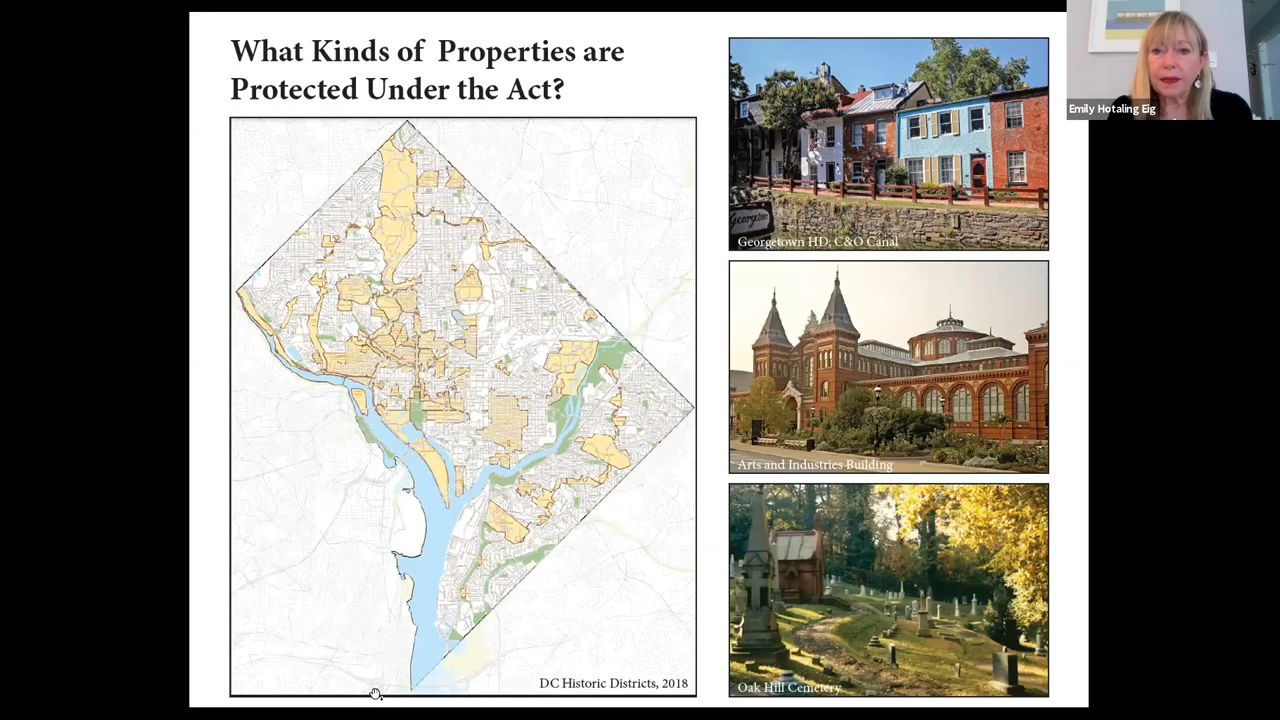 What Kinds of Properties are
Protected Under the Act?
DC Historic Districts, 2018
Georgetown
Georgetown HD; C&O Canal
Arts and Industries Building
Oak Hill Cemetery
Emily Hotaling Eig